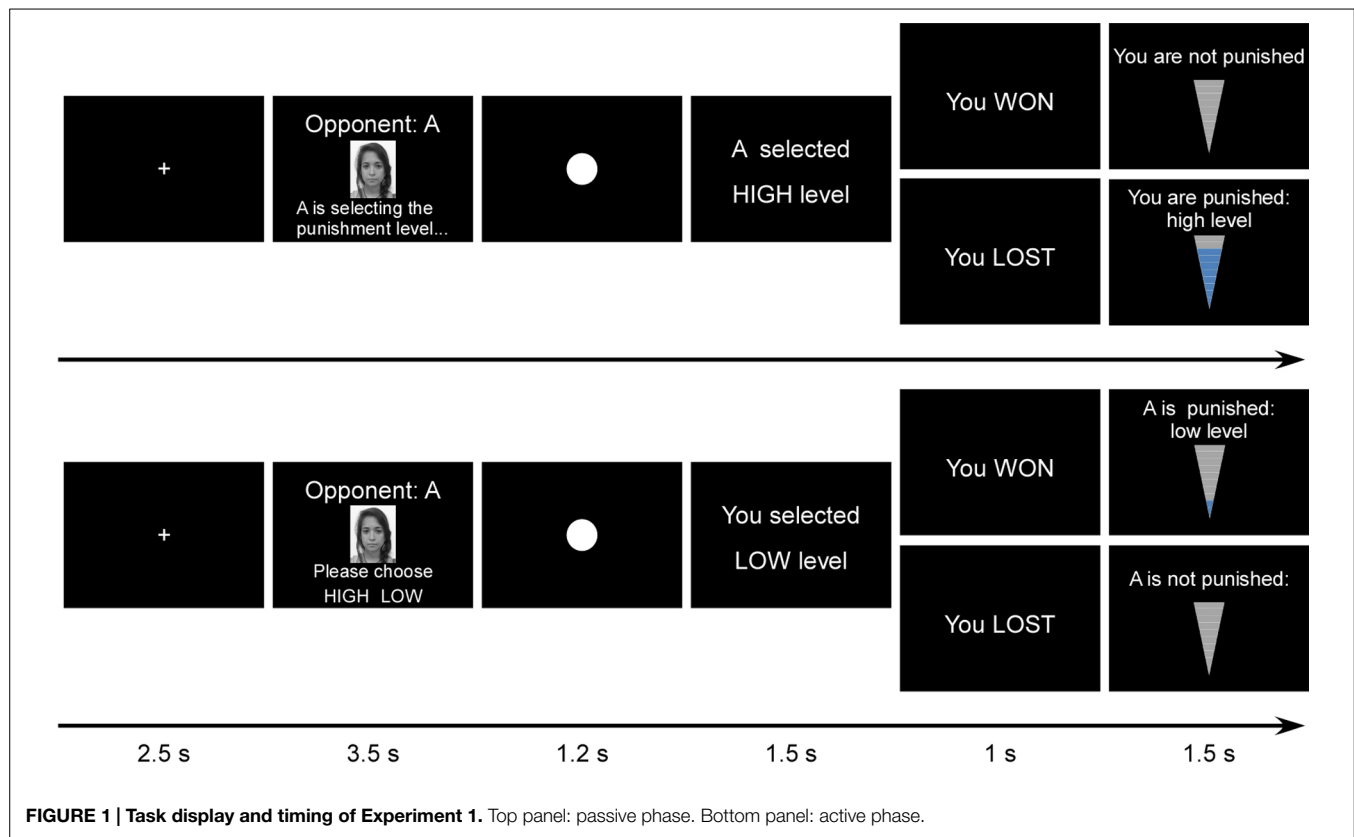 +
Opponent: A
A is selecting the
punishment level...
A selected
HIGH level
You WON
You are not punished
You LOST
You are punished:
high level
+
Opponent: A
Please choose
HIGH LOW
You selected
LOW level
You WON
A is punished:
low level
You LOST
A is not punished:
2.5 s
3.5 s
1.2 s
1.5 s
1 s
1.5 s
FIGURE 1 | Task display and timing of Experiment 1. Top panel: passive phase. Bottom panel: active phase.